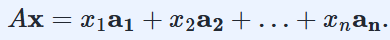 Ax = x₁a₁ + x₂a₂ + … + xₙaₙ.